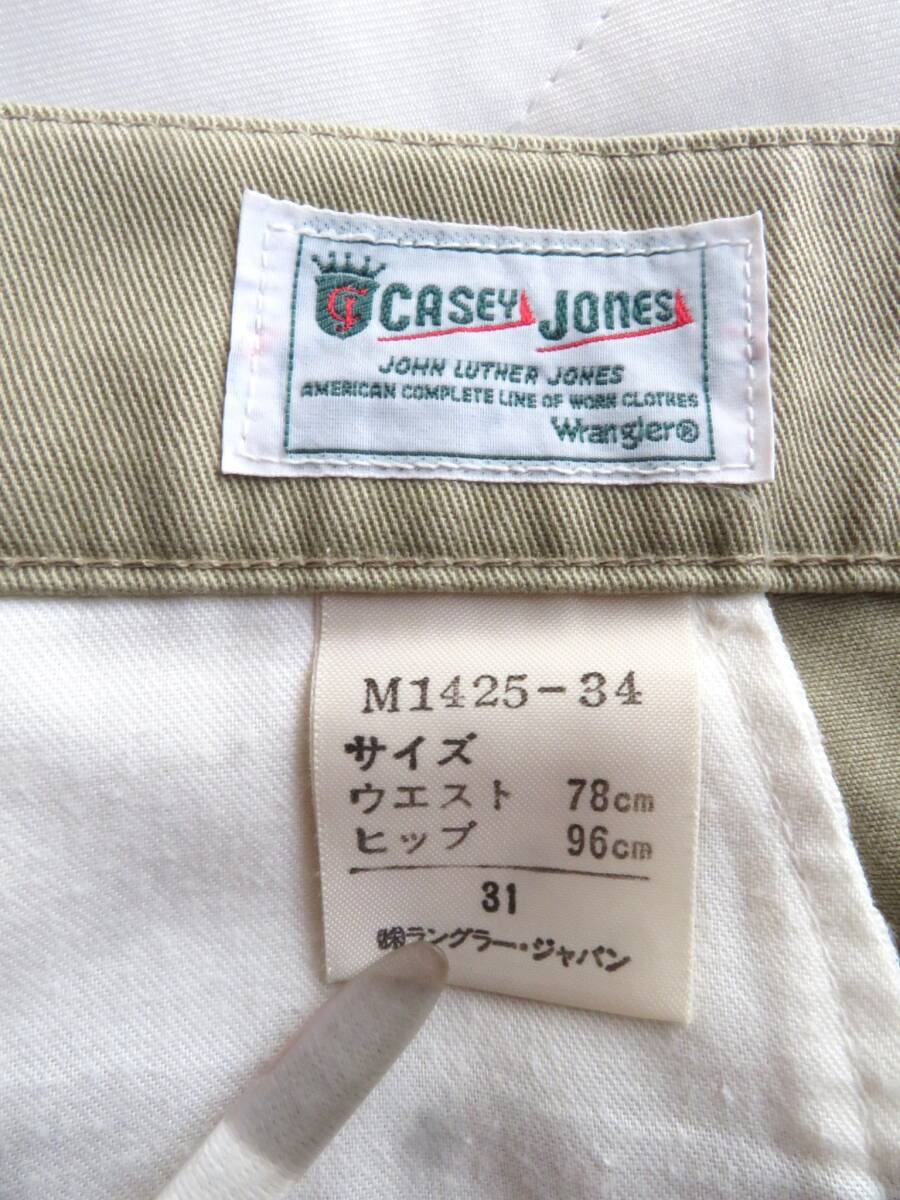 CJ CASEY JONES
JOHN LUTHER JONES
AMERICAN COMPLETE LINE OF WORK CLOTHES
Wrangler®
M1425-34
サイズ
ウエスト 78cm
ヒップ 96cm
31
㈱ラングラー・ジャパン